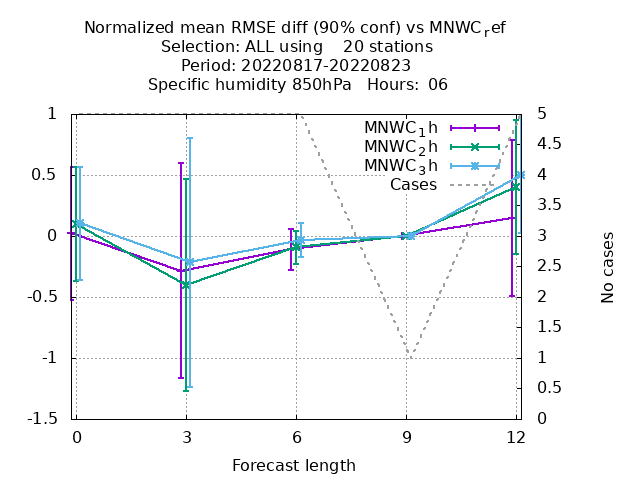 Normalized mean RMSE diff (90% conf) vs MNWC_ref
Selection: ALL using    20 stations
Period: 20220817-20220823
Specific humidity 850hPa   Hours:  06
MNWC_1h
MNWC_2h
MNWC_3h
Cases
1
0.5
0
-0.5
-1
-1.5
5
4.5
4
3.5
3
2.5
2
1.5
1
0.5
0
No cases
0 3 6 9 12
Forecast length